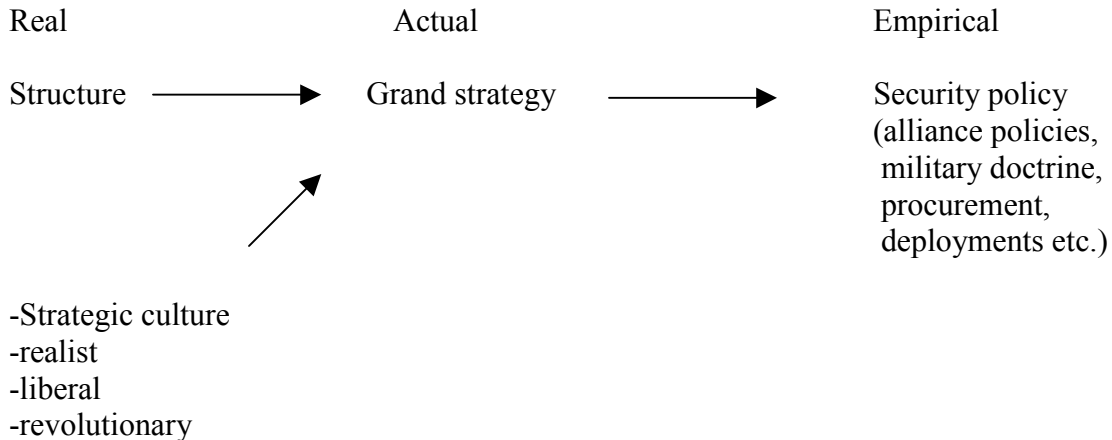 Real Actual Empirical
Structure Grand strategy Security policy
(alliance policies,
military doctrine,
procurement,
deployments etc.)
-Strategic culture
-realist
-liberal
-revolutionary